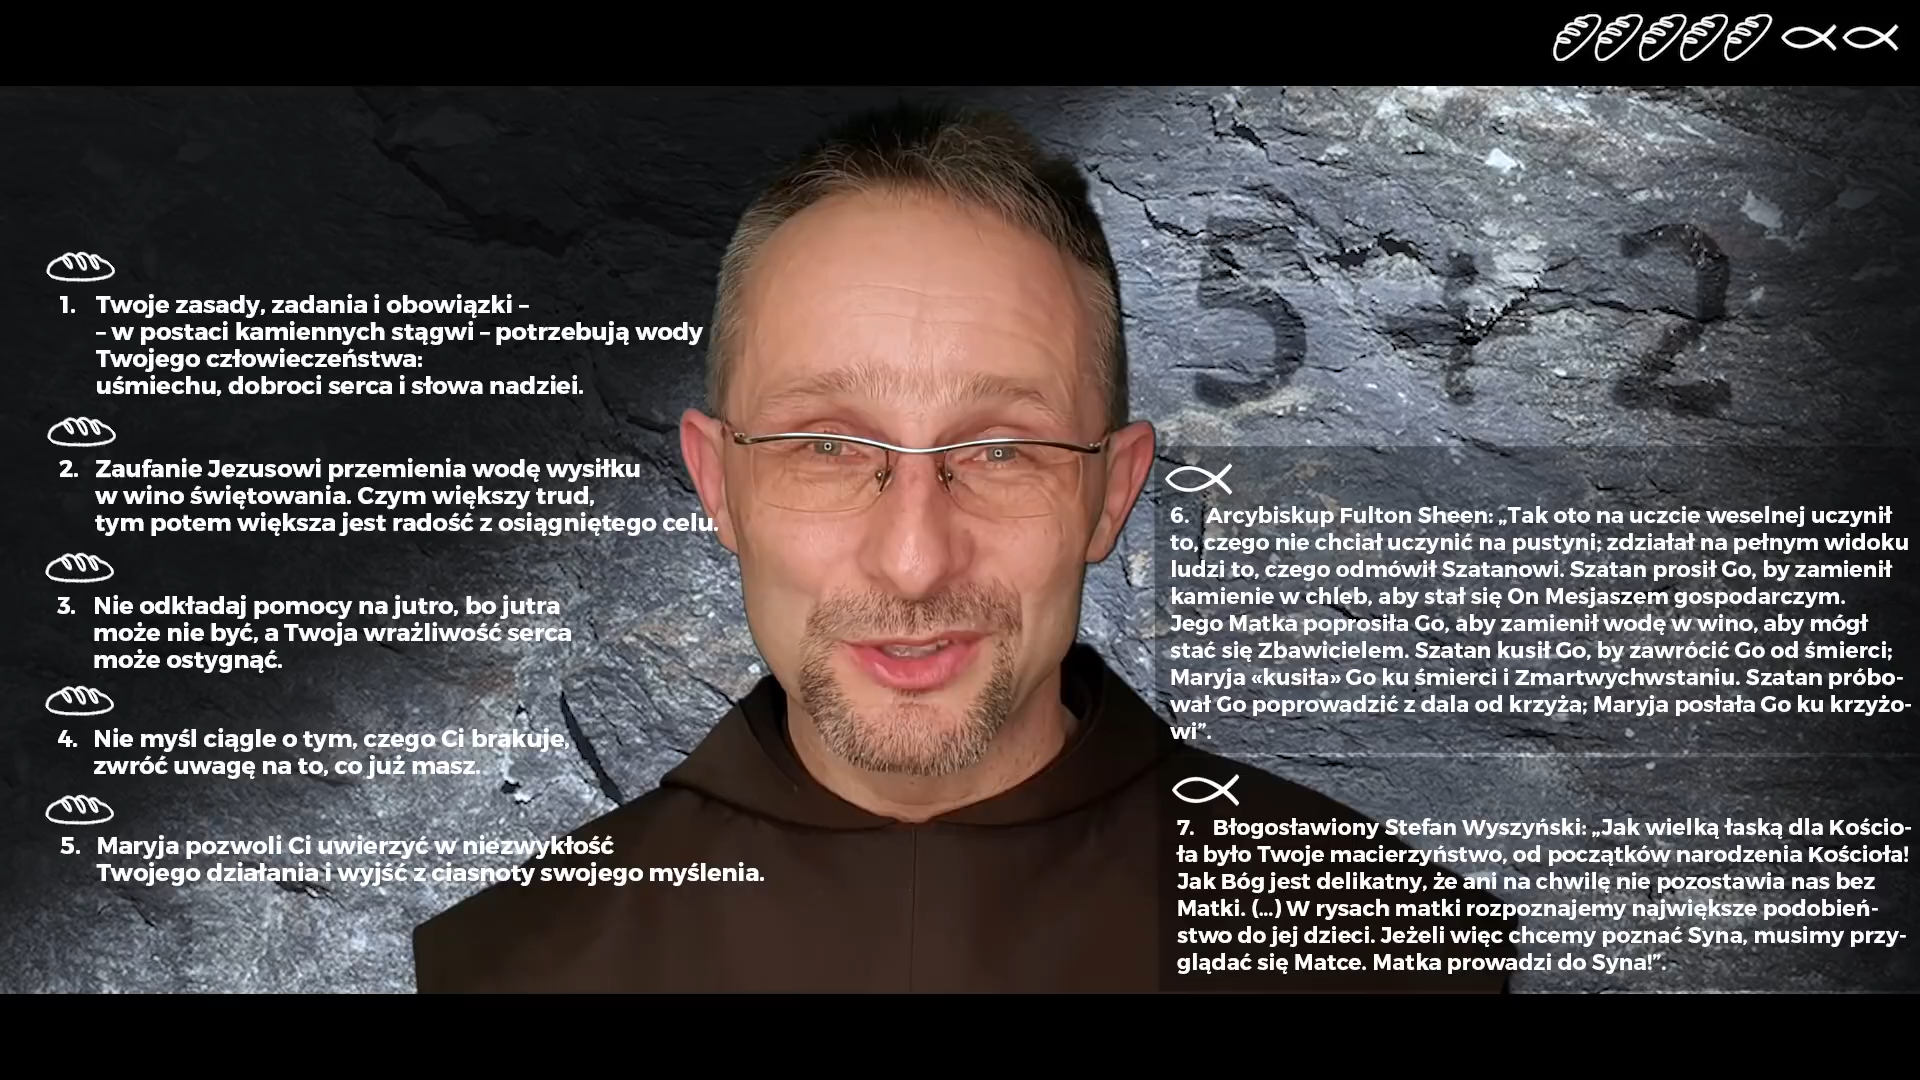 5 + 2
1. Twoje zasady, zadania i obowiązki –
– w postaci kamiennych stągwi – potrzebują wody
Twojego człowieczeństwa:
uśmiechu, dobroci serca i słowa nadziei.
2. Zaufanie Jezusowi przemienia wodę wysiłku
w wino świętowania. Czym większy trud,
tym potem większa jest radość z osiągniętego celu.
3. Nie odkładaj pomocy na jutro, bo jutra
może nie być, a Twoja wrażliwość serca
może ostygnąć.
4. Nie myśl ciągle o tym, czego Ci brakuje,
zwróć uwagę na to, co już masz.
5. Maryja pozwoli Ci uwierzyć w niezwykłość
Twojego działania i wyjść z ciasnoty swojego myślenia.
6. Arcybiskup Fulton Sheen: „Tak oto na uczcie weselnej uczynił
to, czego nie chciał uczynić na pustyni; zdziałał na pełnym widoku
ludzi to, czego odmówił Szatanowi. Szatan prosił Go, by zamienił
kamienie w chleb, aby stał się On Mesjaszem gospodarczym.
Jego Matka poprosiła Go, aby zamienił wodę w wino, aby mógł
stać się Zbawicielem. Szatan kusił Go, by zawrócić Go od śmierci;
Maryja «kusiła» Go ku śmierci i Zmartwychwstaniu. Szatan próbo-
wał Go poprowadzić z dala od krzyża; Maryja posłała Go ku krzyżo-
wi”.
7. Błogosławiony Stefan Wyszyński: „Jak wielką łaską dla Kościo-
ła było Twoje macierzyństwo, od początków narodzenia Kościoła!
Jak Bóg jest delikatny, że ani na chwilę nie pozostawia nas bez
Matki. (...) W rysach matki rozpoznajemy największe podobień-
stwo do jej dzieci. Jeżeli więc chcemy poznać Syna, musimy przy-
glądać się Matce. Matka prowadzi do Syna!”.